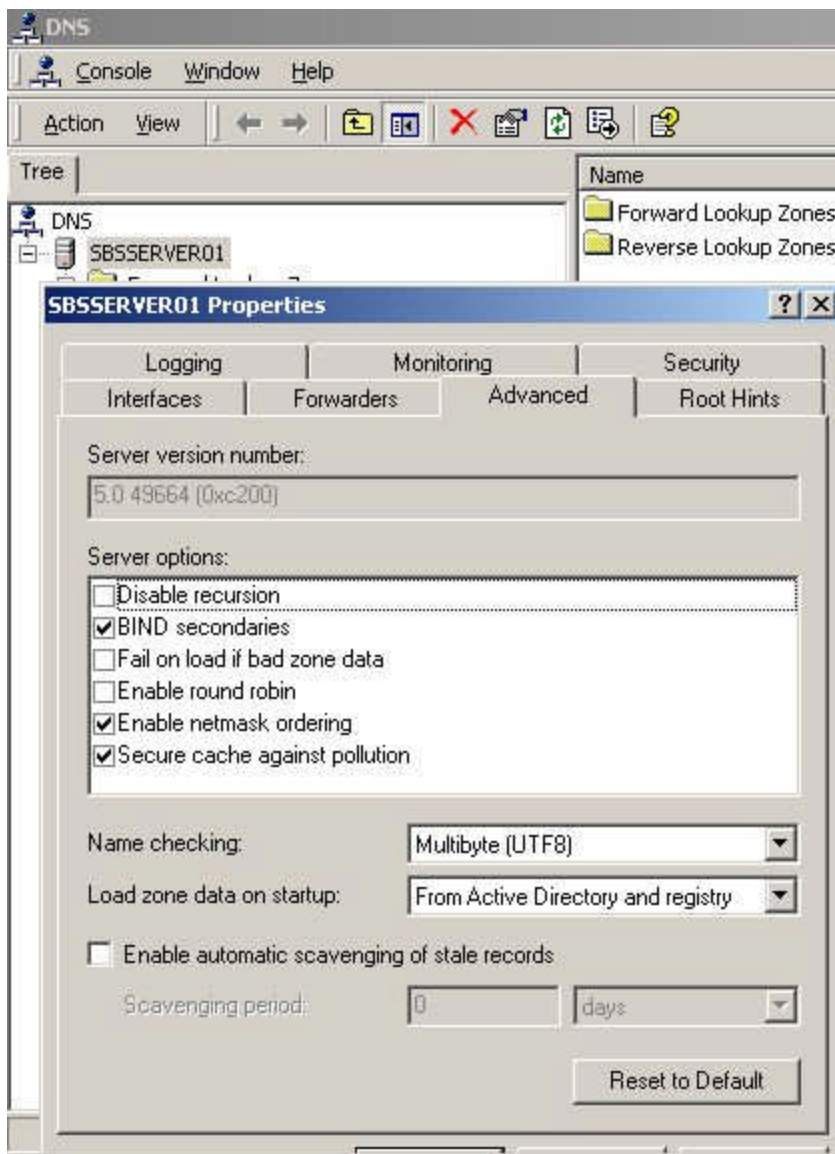 DNS
Console Window Help
Action View
Tree
Name
DNS
Forward Lookup Zones
SBSSERVER01
Reverse Lookup Zones
SBSSERVER01 Properties
Logging Monitoring Security
Interfaces Forwarders Advanced Root Hints
Server version number:
5.0 49664 (0xc200)
Server options:
Disable recursion
BIND secondaries
Fail on load if bad zone data
Enable round robin
Enable netmask ordering
Secure cache against pollution
Name checking: Multibyte (UTF8)
Load zone data on startup: From Active Directory and registry
Enable automatic scavenging of stale records
Scavenging period: 0 days
Reset to Default